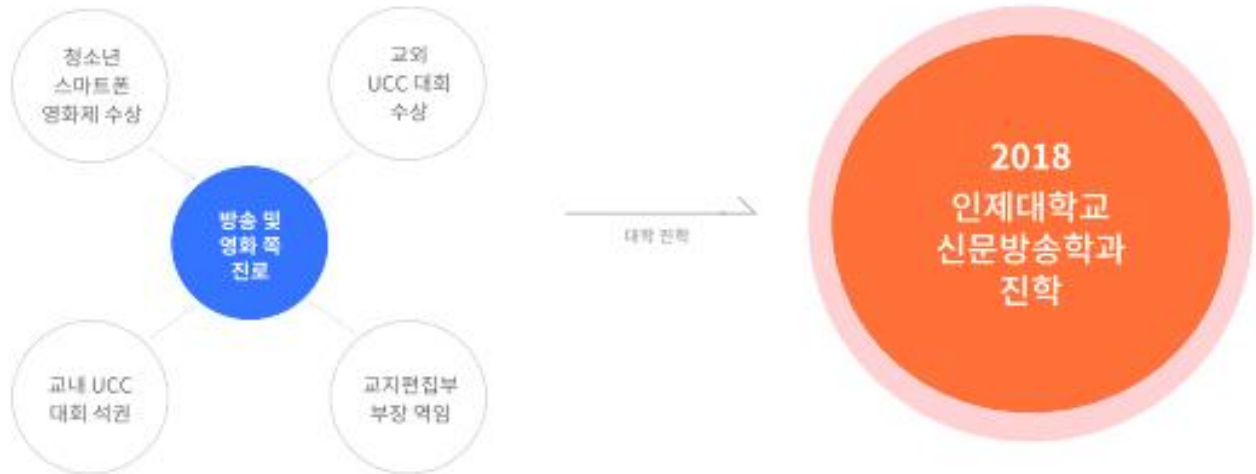 청소년
스마트폰
영화제 수상
교외
UCC 대회
수상
방송 및
영화 쪽
진로
교내 UCC
대회 석권
교지편집부
부장 역임
대학 진학
2018
인제대학교
신문방송학과
진학